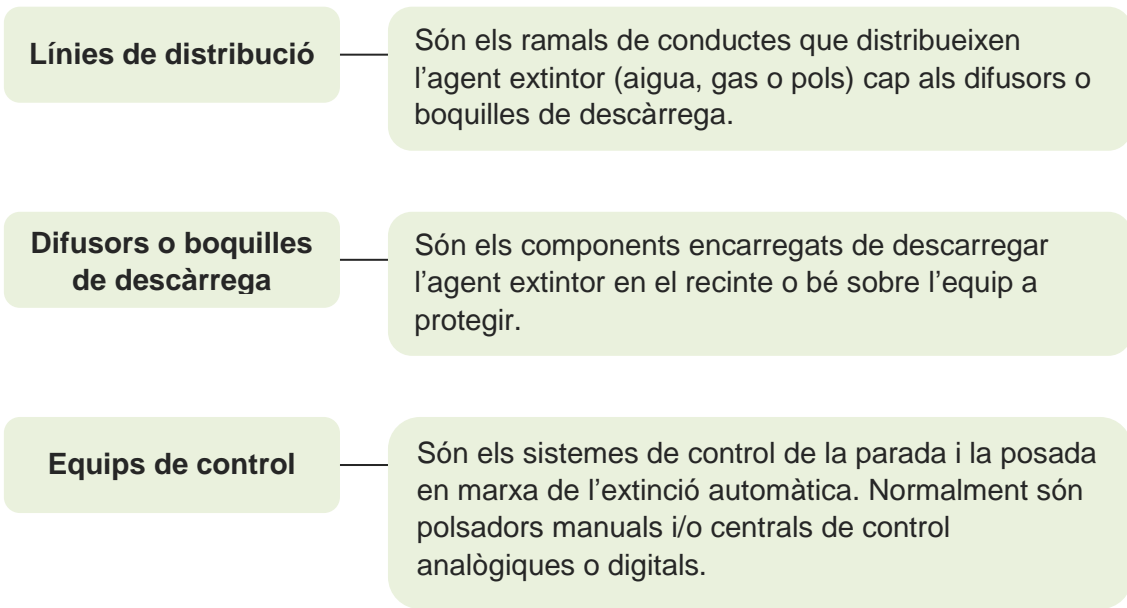 Línies de distribució
Són els ramals de conductes que distribueixen
l’agent extintor (aigua, gas o pols) cap als difusors o
boquilles de descàrrega.
Difusors o boquilles
de descàrrega
Són els components encarregats de descarregar
l’agent extintor en el recinte o bé sobre l’equip a
protegir.
Equips de control
Són els sistemes de control de la parada i la posada
en marxa de l’extinció automàtica. Normalment són
polsadors manuals i/o centrals de control
analògiques o digitals.